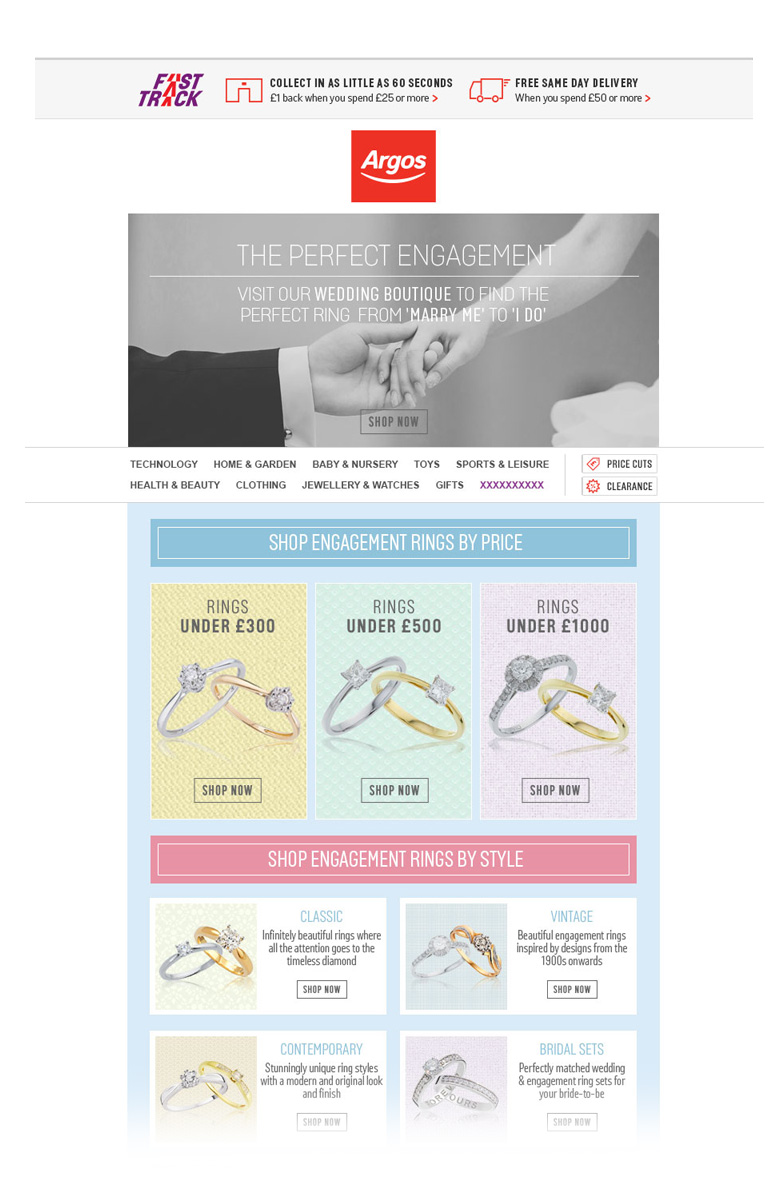 FAST
TRACK
COLLECT IN AS LITTLE AS 60 SECONDS
£1 back when you spend £25 or more >
FREE SAME DAY DELIVERY
When you spend £50 or more >
Argos
THE PERFECT ENGAGEMENT
VISIT OUR WEDDING BOUTIQUE TO FIND THE
PERFECT RING FROM 'MARRY ME' TO 'I DO'
SHOP NOW
TECHNOLOGY HOME & GARDEN BABY & NURSERY TOYS SPORTS & LEISURE
HEALTH & BEAUTY CLOTHING JEWELLERY & WATCHES GIFTS XXXXXXXXXX
PRICE CUTS
CLEARANCE
SHOP ENGAGEMENT RINGS BY PRICE
RINGS
UNDER £300
SHOP NOW
RINGS
UNDER £500
SHOP NOW
RINGS
UNDER £1000
SHOP NOW
SHOP ENGAGEMENT RINGS BY STYLE
CLASSIC
Infinitely beautiful rings where
all the attention goes to the
timeless diamond
SHOP NOW
VINTAGE
Beautiful engagement rings
inspired by designs from the
1900s onwards
SHOP NOW
CONTEMPORARY
Stunningly unique ring styles
with a modern and original look
and finish
SHOP NOW
BRIDAL SETS
Perfectly matched wedding
& engagement ring sets for
your bride-to-be
SHOP NOW